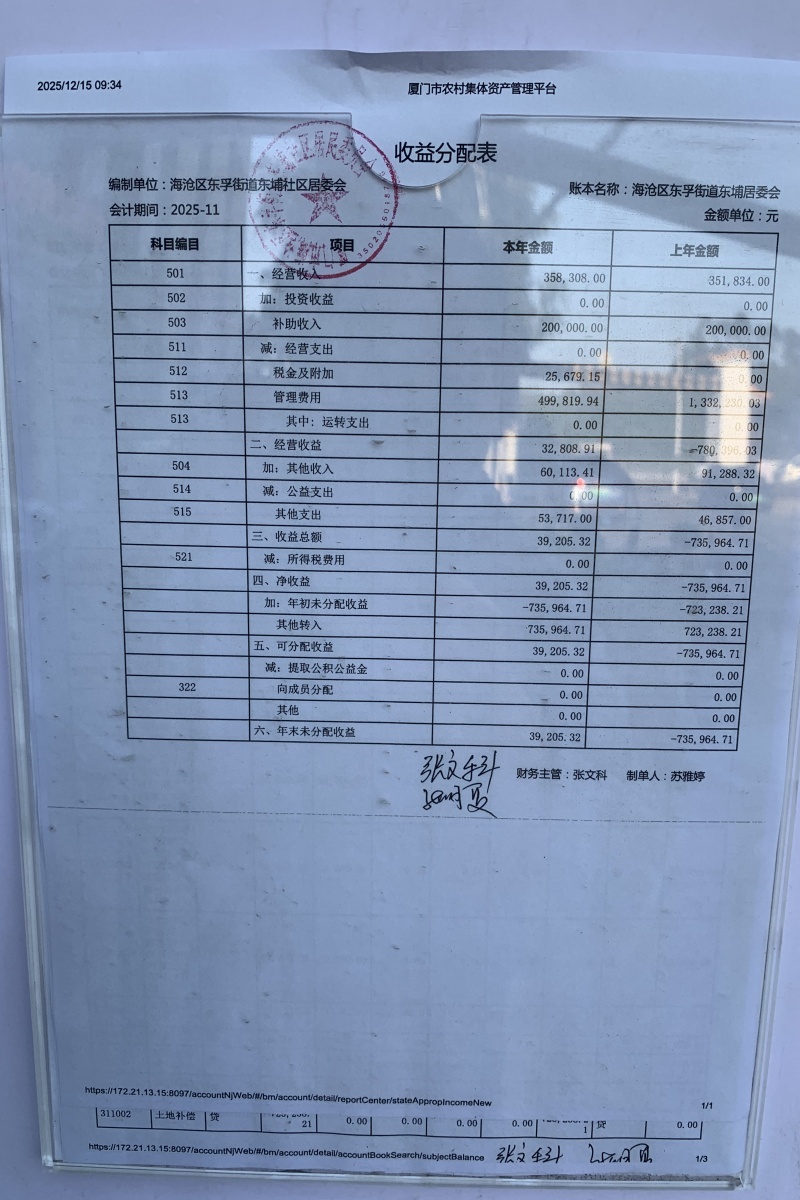 2025/12/15 09:34 厦门市农村集体资产管理平台
收益分配表
编制单位：海沧区东孚街道东埔社区居委会 账本名称：海沧区东孚街道东埔居委会
会计期间：2025-11 金额单位：元
科目编目 项目 本年金额 上年金额
501 一、经营收入 358,308.00 351,834.00
502 加：投资收益 0.00 0.00
503 补助收入 200,000.00 200,000.00
511 减：经营支出 0.00 0.00
512 税金及附加 25,679.15 0.00
513 管理费用 499,819.94 1,332,230.03
513 其中：运转支出 0.00 0.00
二、经营收益 32,808.91 -780,396.03
504 加：其他收入 60,113.41 91,288.32
514 减：公益支出 0.00 0.00
515 其他支出 53,717.00 46,857.00
三、收益总额 39,205.32 -735,964.71
521 减：所得税费用 0.00 0.00
四、净收益 39,205.32 -735,964.71
加：年初未分配收益 -735,964.71 -723,238.21
其他转入 735,964.71 723,238.21
五、可分配收益 39,205.32 -735,964.71
减：提取公积公益金 0.00 0.00
322 向成员分配 0.00 0.00
其他 0.00 0.00
六、年末未分配收益 39,205.32 -735,964.71
张文科 财务主管：张文科 制单人：苏雅婷
https://172.21.13.15:8097/accountNjWeb/#/bm/account/detail/reportCenter/stateAppropIncomeNew 1/1
311002 土地补偿 贷 21 0.00 0.00 0.00 0.00 1 贷 0.00
https://172.21.13.15:8097/accountNjWeb/#/bm/account/detail/accountBookSearch/subjectBalance 张文科 1/3